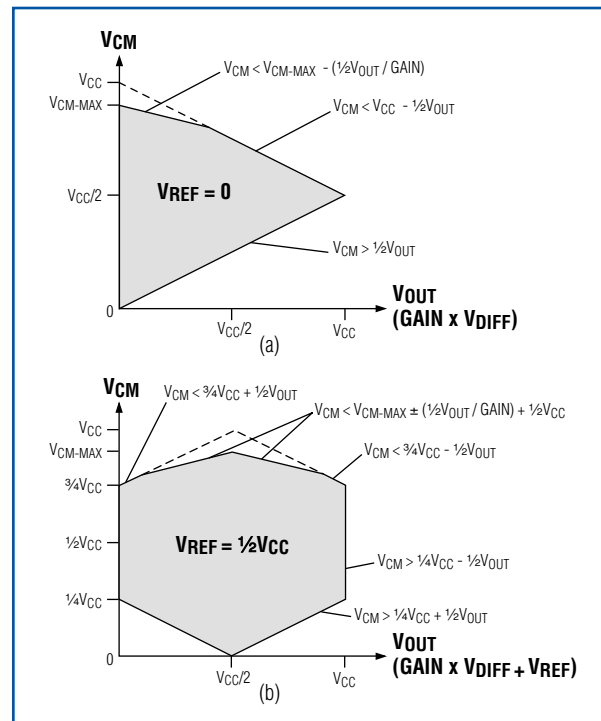 VCM
VCM < VCM-MAX - (½VOUT / GAIN)
VCC
VCM-MAX
VCM < VCC - ½VOUT
VREF = 0
VCC/2
VCM > ½VOUT
0
VOUT
(GAIN x VDIFF)
VCC/2
VCC
(a)
VCM
VCM < ¾VCC + ½VOUT
VCM < VCM-MAX ± (½VOUT / GAIN) + ½VCC
VCC
VCM-MAX
VCM < ¾VCC - ½VOUT
¾VCC
½VCC
VREF = ½VCC
VCM > ¼VCC - ½VOUT
¼VCC
VCM > ¼VCC + ½VOUT
0
VOUT
(GAIN x VDIFF + VREF)
VCC/2
VCC
(b)